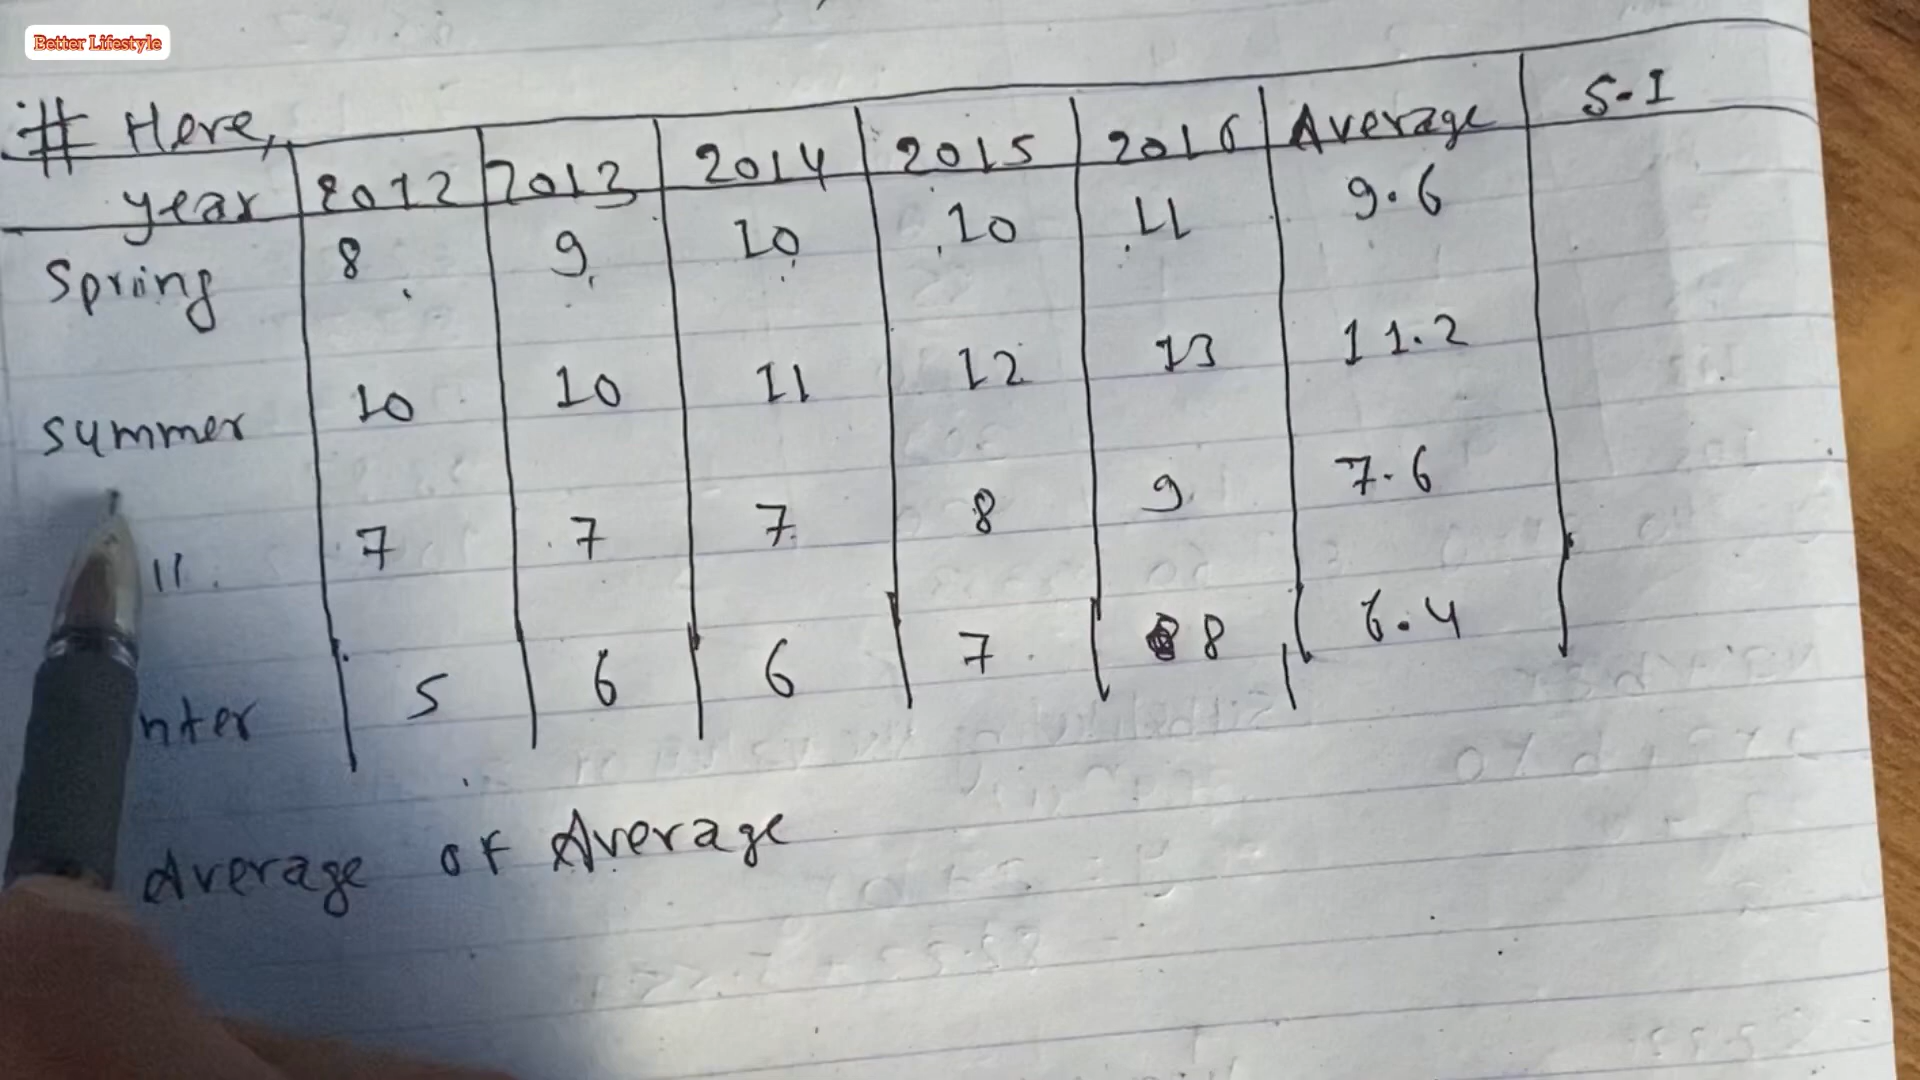 Better Lifestyle
# Here,
year 2012 2013 2014 2015 2016 Average S-I
Spring 8 9 10 10 11 9.6
summer 10 10 11 12 13 11.2
ll 7 7 7 8 9 7.6
nter 5 6 6 7 8 6.4
Average of Average